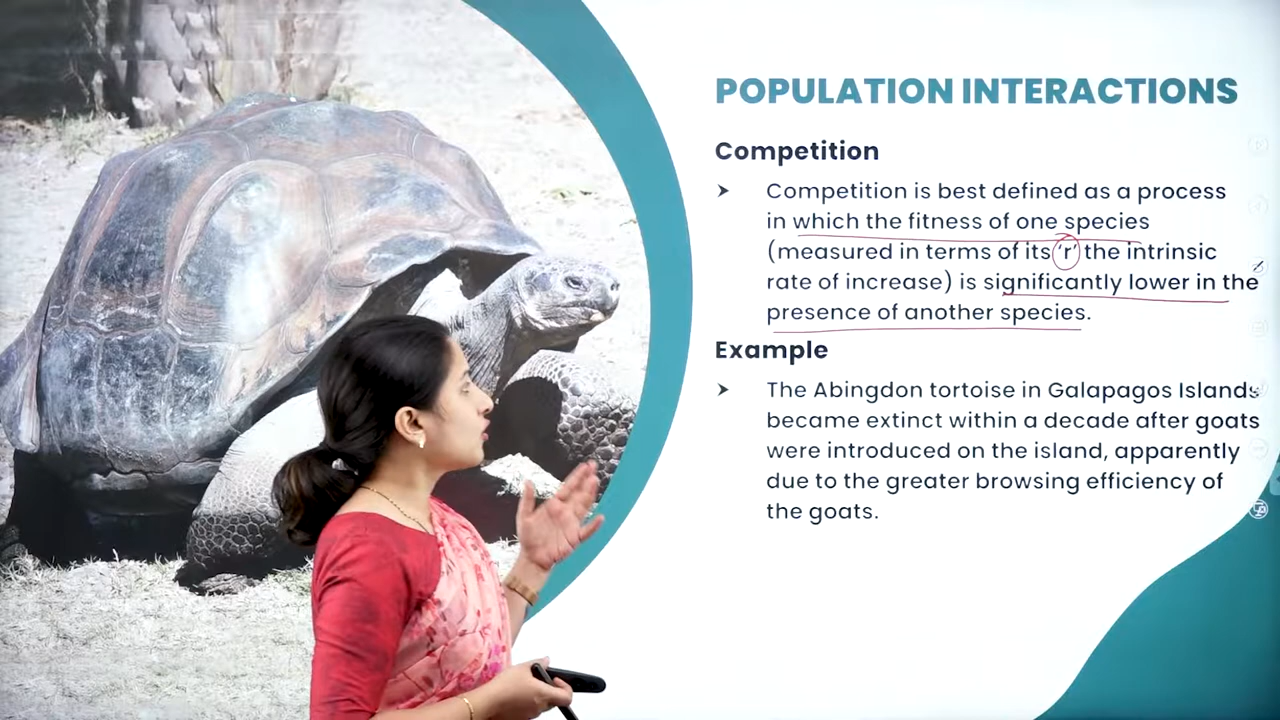 POPULATION INTERACTIONS
Competition
➤ Competition is best defined as a process
in which the fitness of one species
(measured in terms of its 'r' the intrinsic
rate of increase) is significantly lower in the
presence of another species.
Example
➤ The Abingdon tortoise in Galapagos Islands
became extinct within a decade after goats
were introduced on the island, apparently
due to the greater browsing efficiency of
the goats.